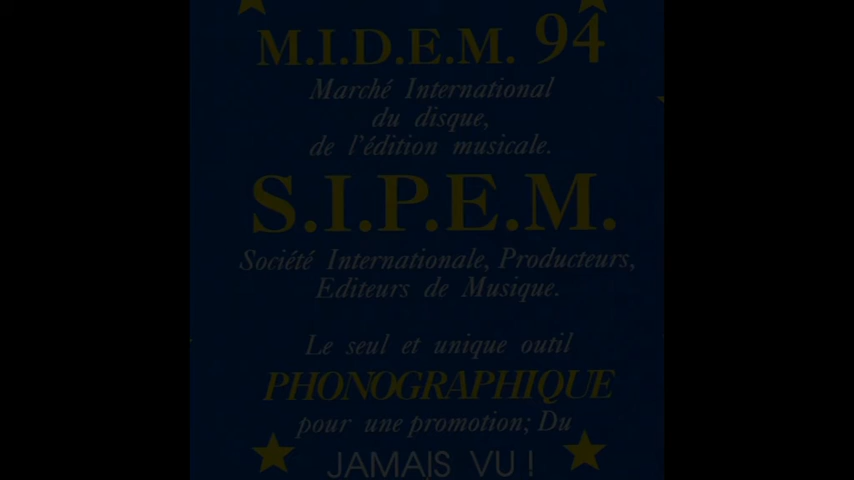 M.I.D.E.M. 94
Marché International
du disque,
de l'édition musicale.
S.I.P.E.M.
Société Internationale, Producteurs,
Editeurs de Musique.
Le seul et unique outil
PHONOGRAPHIQUE
pour une promotion; Du
JAMAIS VU !